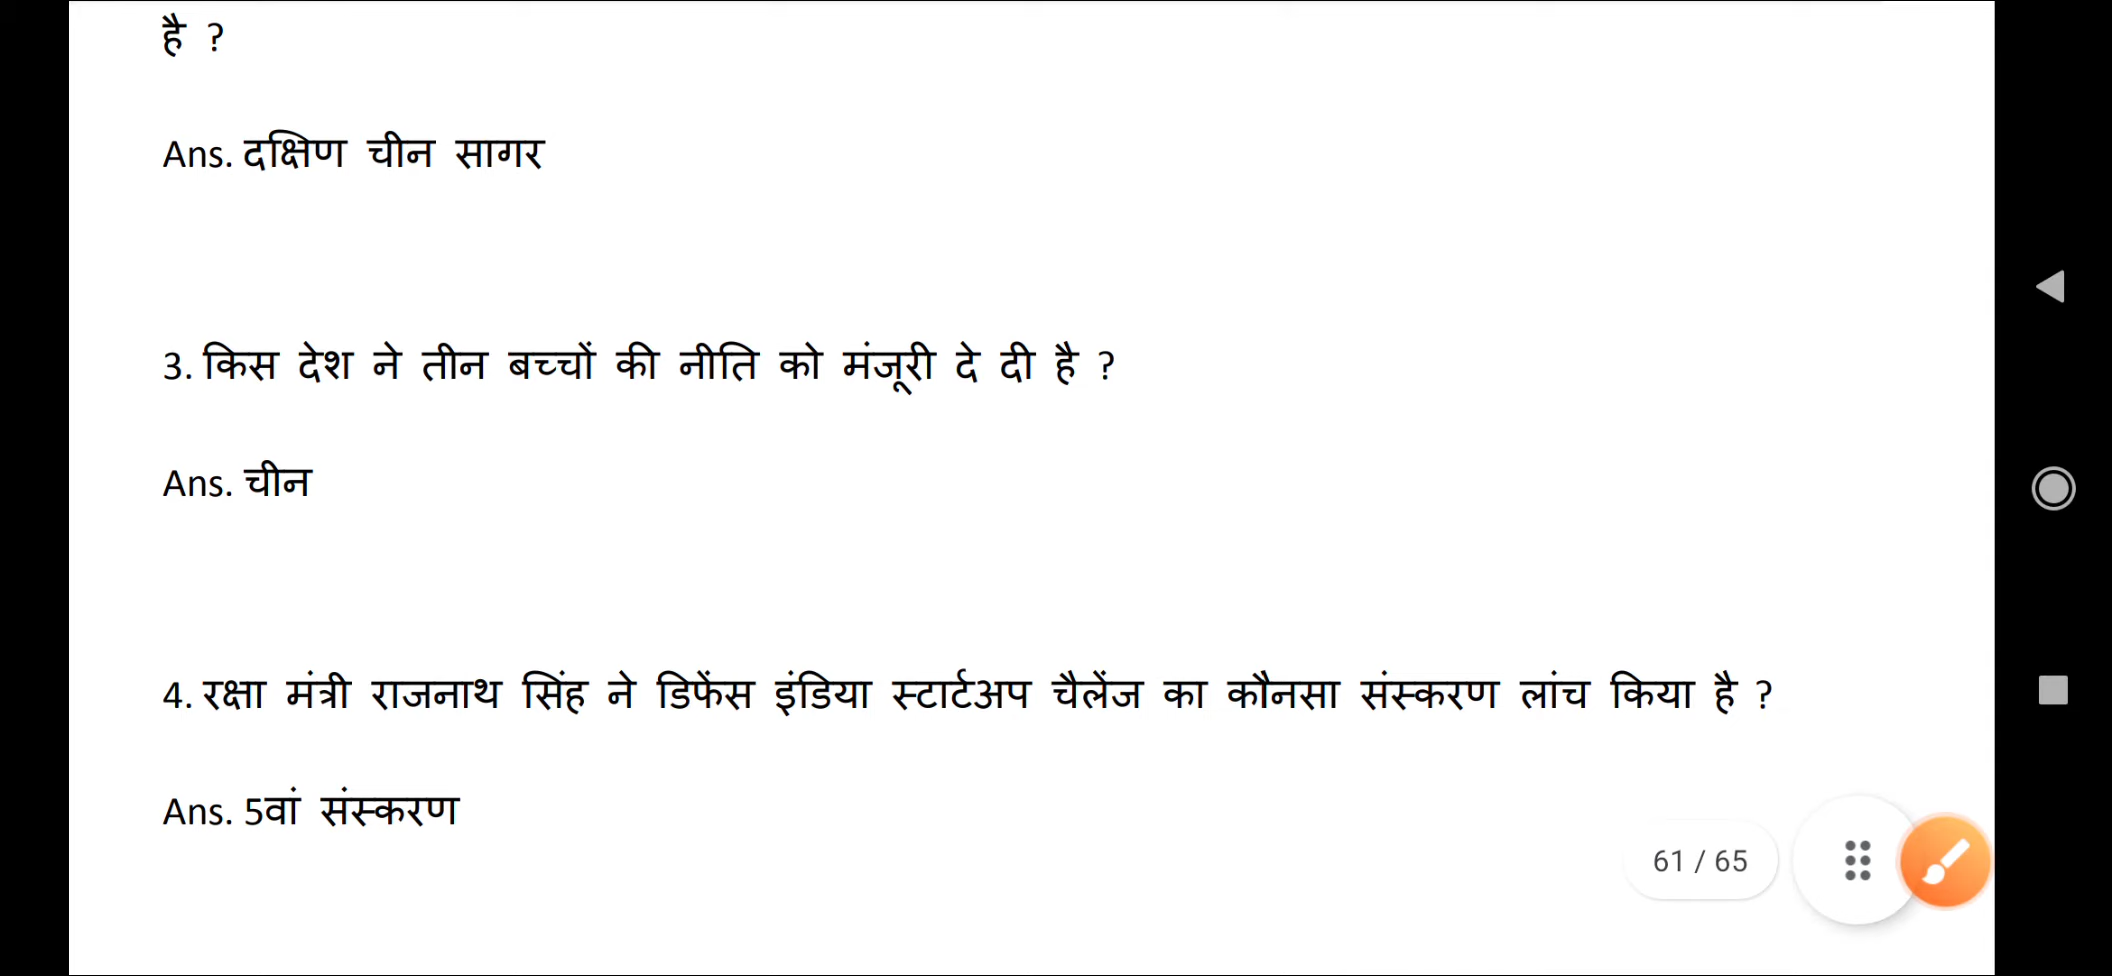 है ?
Ans. दक्षिण चीन सागर
3. किस देश ने तीन बच्चों की नीति को मंजूरी दे दी है ?
Ans. चीन
4. रक्षा मंत्री राजनाथ सिंह ने डिफेंस इंडिया स्टार्टअप चैलेंज का कौनसा संस्करण लांच किया है ?
Ans. 5वां संस्करण
61 / 65